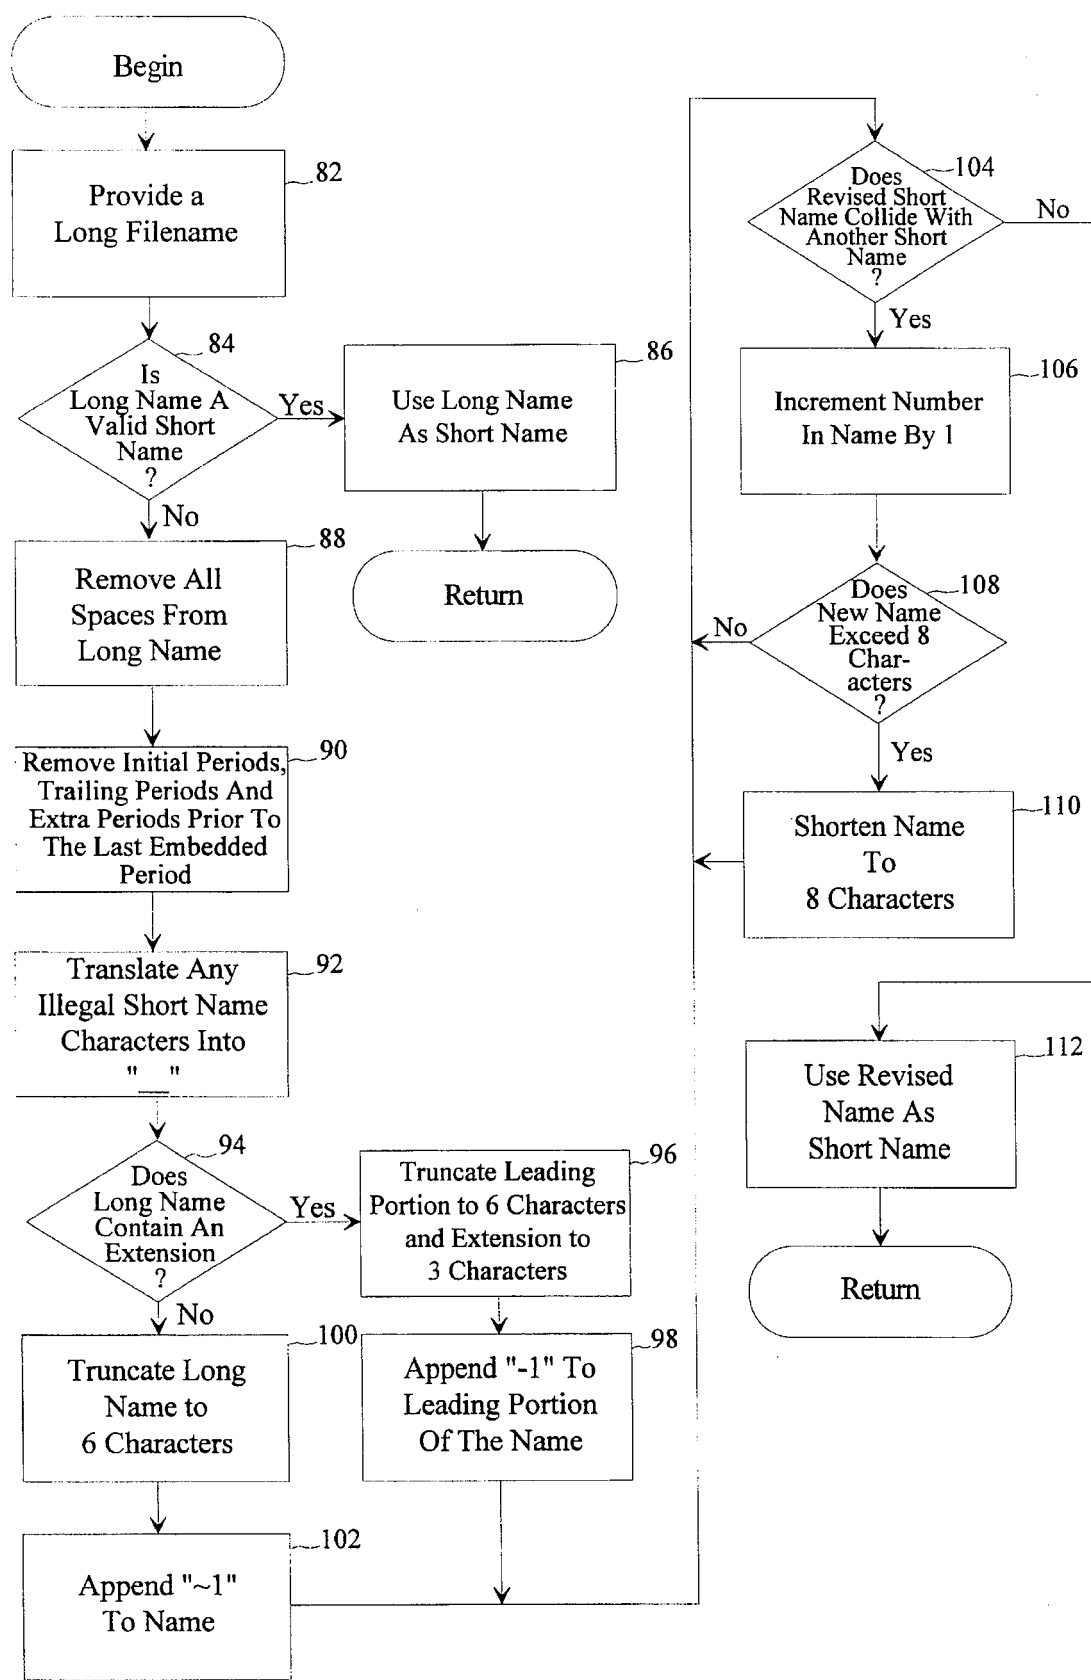 Begin
82
Provide a
Long Filename
84
Is
Long Name A
Valid Short
Name
?
Yes
No
86
Use Long Name
As Short Name
Return
88
Remove All
Spaces From
Long Name
90
Remove Initial Periods,
Trailing Periods And
Extra Periods Prior To
The Last Embedded
Period
92
Translate Any
Illegal Short Name
Characters Into
"__"
94
Does
Long Name
Contain An
Extension
?
Yes
No
96
Truncate Leading
Portion to 6 Characters
and Extension to
3 Characters
98
Append "-1" To
Leading Portion
Of The Name
100
Truncate Long
Name to
6 Characters
102
Append "~1"
To Name
104
Does
Revised Short
Name Collide With
Another Short
Name
?
No
Yes
106
Increment Number
In Name By 1
108
Does
New Name
Exceed 8
Char-
acters
?
No
Yes
110
Shorten Name
To
8 Characters
112
Use Revised
Name As
Short Name
Return